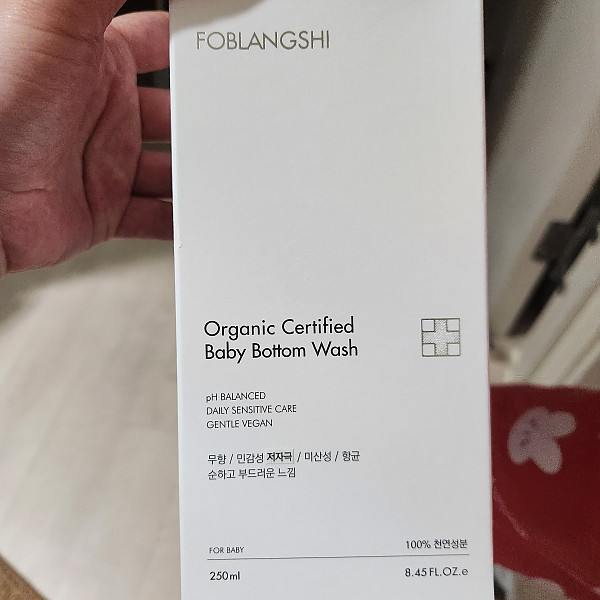 FOBLANGSHI
Organic Certified
Baby Bottom Wash
pH BALANCED
DAILY SENSITIVE CARE
GENTLE VEGAN
무향 / 민감성 저자극 / 미산성 / 항균
순하고 부드러운 느낌
FOR BABY
100% 천연성분
250ml
8.45 FL.OZ.e